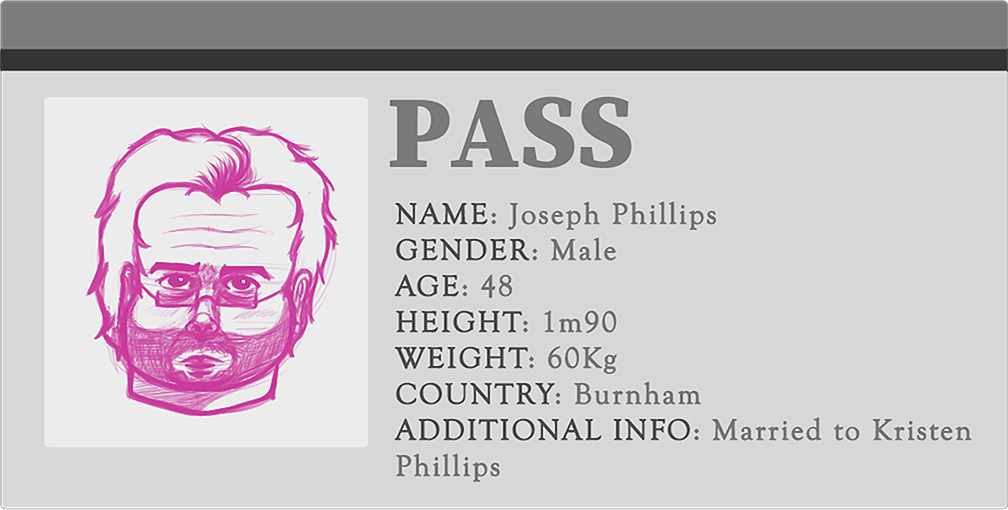 PASS
NAME: Joseph Phillips
GENDER: Male
AGE: 48
HEIGHT: 1m90
WEIGHT: 60Kg
COUNTRY: Burnham
ADDITIONAL INFO: Married to Kristen
Phillips